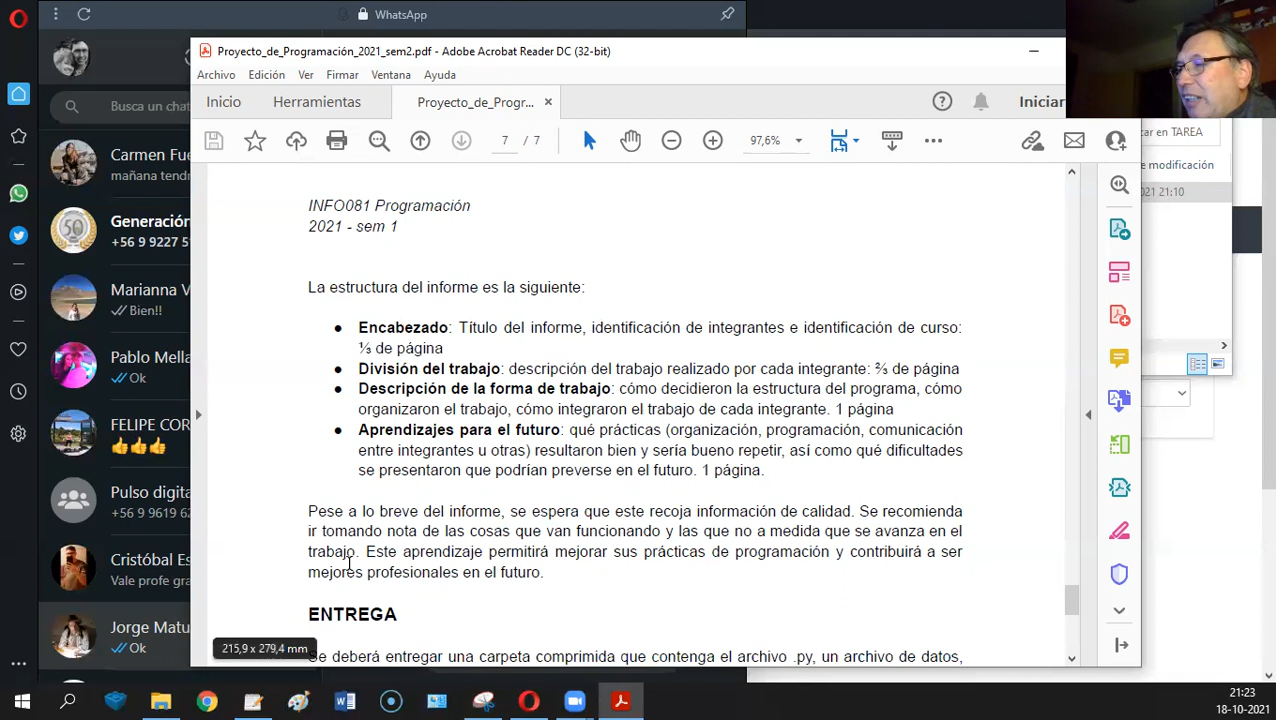 WhatsApp
Proyecto_de_Programación_2021_sem2.pdf - Adobe Acrobat Reader DC (32-bit)
Archivo Edición Ver Firmar Ventana Ayuda
Inicio Herramientas Proyecto_de_Progr... Iniciar
7 / 7 97,6%
Busca un chat
Carmen Fue
mañana tendr
Generación
+56 9 9227 5
Marianna V
Bien!!
Pablo Mella
Ok
FELIPE COR
Pulso digita
+56 9 9619 6
Cristóbal Es
Vale profe gra
Jorge Matu
Ok
INFO081 Programación
2021 - sem 1
La estructura del informe es la siguiente:
● Encabezado: Título del informe, identificación de integrantes e identificación de curso:
⅓ de página
● División del trabajo: descripción del trabajo realizado por cada integrante: ⅔ de página
● Descripción de la forma de trabajo: cómo decidieron la estructura del programa, cómo
organizaron el trabajo, cómo integraron el trabajo de cada integrante. 1 página
● Aprendizajes para el futuro: qué prácticas (organización, programación, comunicación
entre integrantes u otras) resultaron bien y sería bueno repetir, así como qué dificultades
se presentaron que podrían preverse en el futuro. 1 página.
Pese a lo breve del informe, se espera que este recoja información de calidad. Se recomienda
ir tomando nota de las cosas que van funcionando y las que no a medida que se avanza en el
trabajo. Este aprendizaje permitirá mejorar sus prácticas de programación y contribuirá a ser
mejores profesionales en el futuro.
ENTREGA
Se deberá entregar una carpeta comprimida que contenga el archivo .py, un archivo de datos,
215,9 x 279,4 mm
car en TAREA
e modificación
021 21:10
21:23
18-10-2021